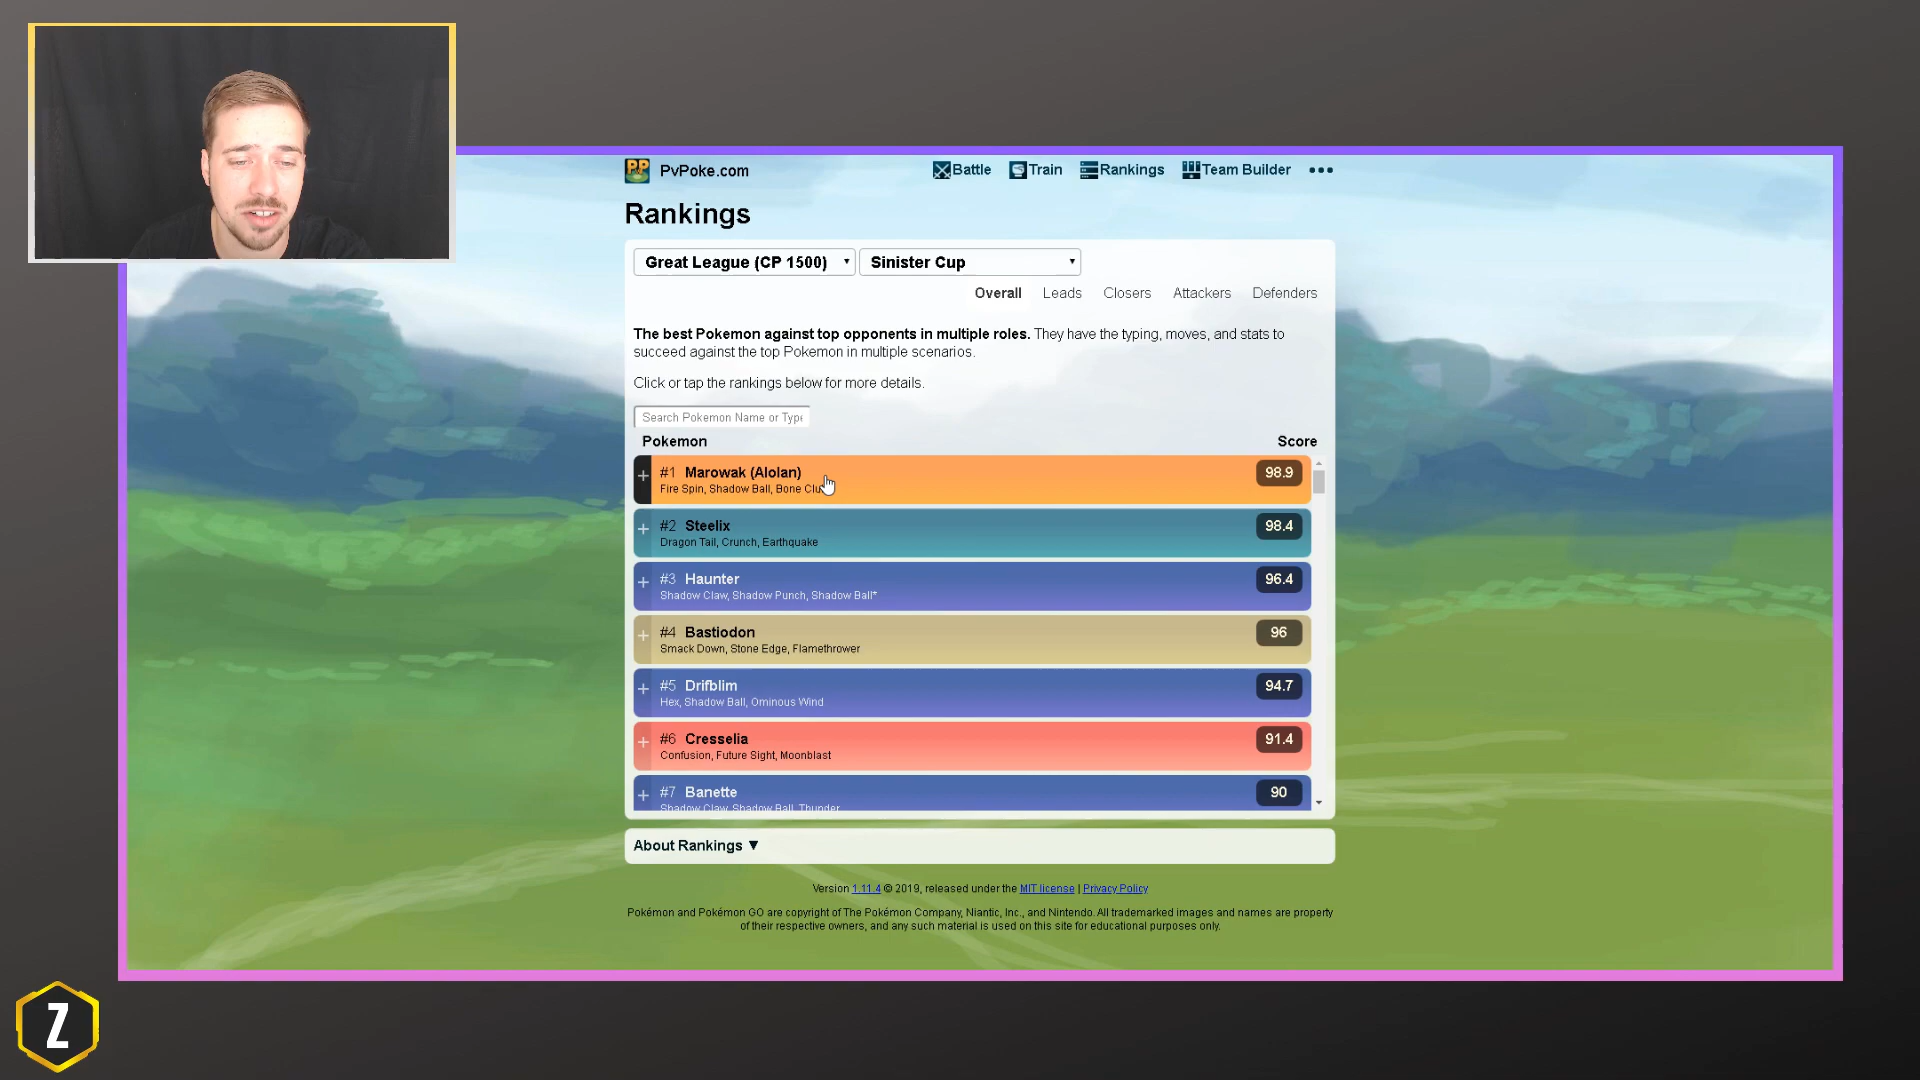 PP PvPoke.com Battle Train Rankings Team Builder •••
Rankings
Great League (CP 1500) Sinister Cup
Overall Leads Closers Attackers Defenders
The best Pokemon against top opponents in multiple roles. They have the typing, moves, and stats to
succeed against the top Pokemon in multiple scenarios.
Click or tap the rankings below for more details.
Search Pokemon Name or Type
Pokemon Score
+ #1 Marowak (Alolan) 98.9
Fire Spin, Shadow Ball, Bone Clu
+ #2 Steelix 98.4
Dragon Tail, Crunch, Earthquake
+ #3 Haunter 96.4
Shadow Claw, Shadow Punch, Shadow Ball*
+ #4 Bastiodon 96
Smack Down, Stone Edge, Flamethrower
+ #5 Drifblim 94.7
Hex, Shadow Ball, Ominous Wind
+ #6 Cresselia 91.4
Confusion, Future Sight, Moonblast
+ #7 Banette 90
Shadow Claw, Shadow Ball, Thunder
About Rankings ▼
Version 1.11.4 © 2019, released under the MIT license | Privacy Policy
Pokémon and Pokémon GO are copyright of The Pokémon Company, Niantic, Inc., and Nintendo. All trademarked images and names are property
of their respective owners, and any such material is used on this site for educational purposes only.
Z